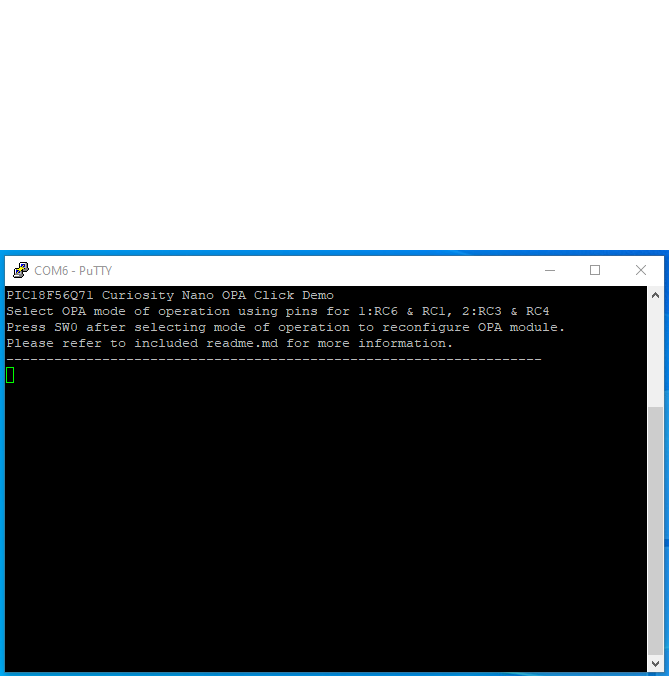 COM6 - PuTTY
PIC18F56Q71 Curiosity Nano OPA Click Demo
Select OPA mode of operation using pins for 1:RC6 & RC1, 2:RC3 & RC4
Press SW0 after selecting mode of operation to reconfigure OPA module.
Please refer to included readme.md for more information.
-------------------------------------------------------------------